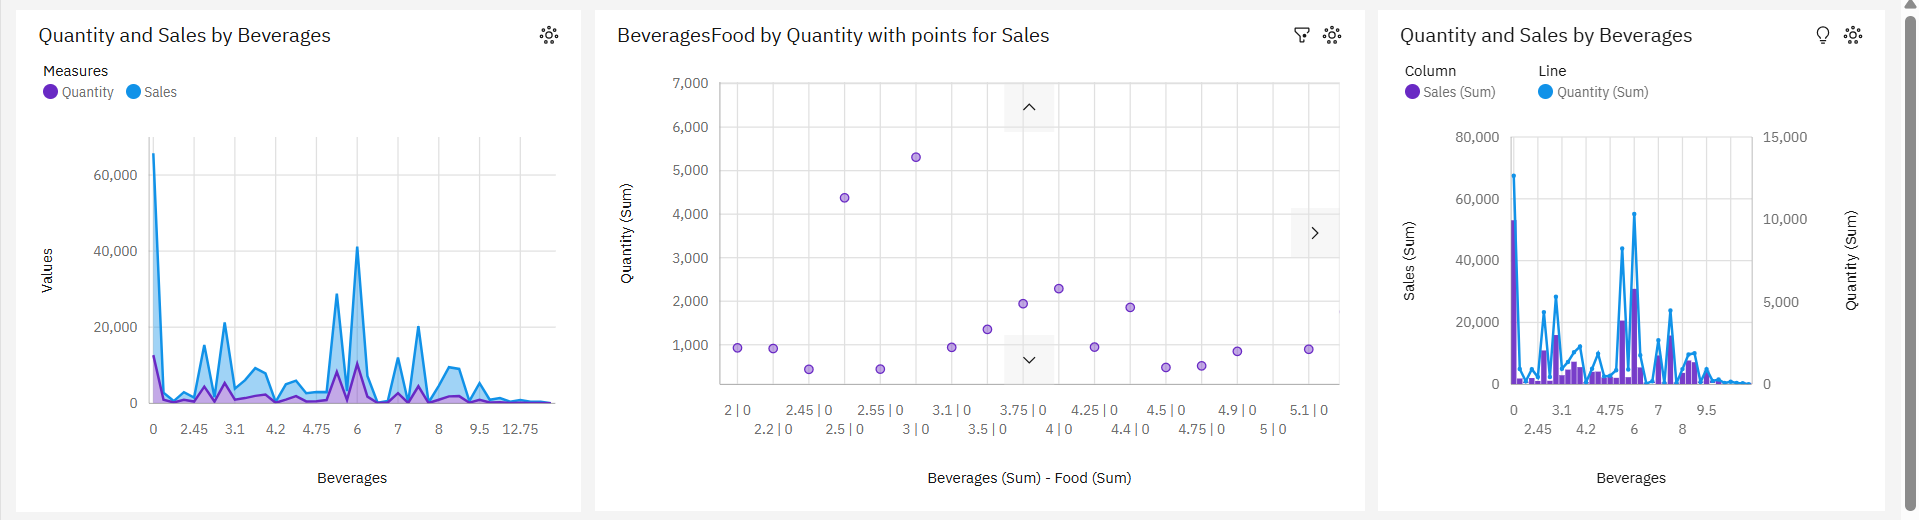 Quantity and Sales by Beverages
Measures
Quantity Sales
60,000
40,000
20,000
0
Values
0 2.45 3.1 4.2 4.75 6 7 8 9.5 12.75
Beverages
BeveragesFood by Quantity with points for Sales
7,000
6,000
5,000
4,000
3,000
2,000
1,000
Quantity (Sum)
2 | 0 2.45 | 0 2.55 | 0 3.1 | 0 3.75 | 0 4.25 | 0 4.5 | 0 4.9 | 0 5.1 | 0
2.2 | 0 2.5 | 0 3 | 0 3.5 | 0 4 | 0 4.4 | 0 4.75 | 0 5 | 0
Beverages (Sum) - Food (Sum)
Quantity and Sales by Beverages
Column Line
Sales (Sum) Quantity (Sum)
80,000 15,000
60,000
40,000
20,000
0
10,000
5,000
0
Sales (Sum)
Quantity (Sum)
0 3.1 4.75 7 9.5
2.45 4.2 6 8
Beverages